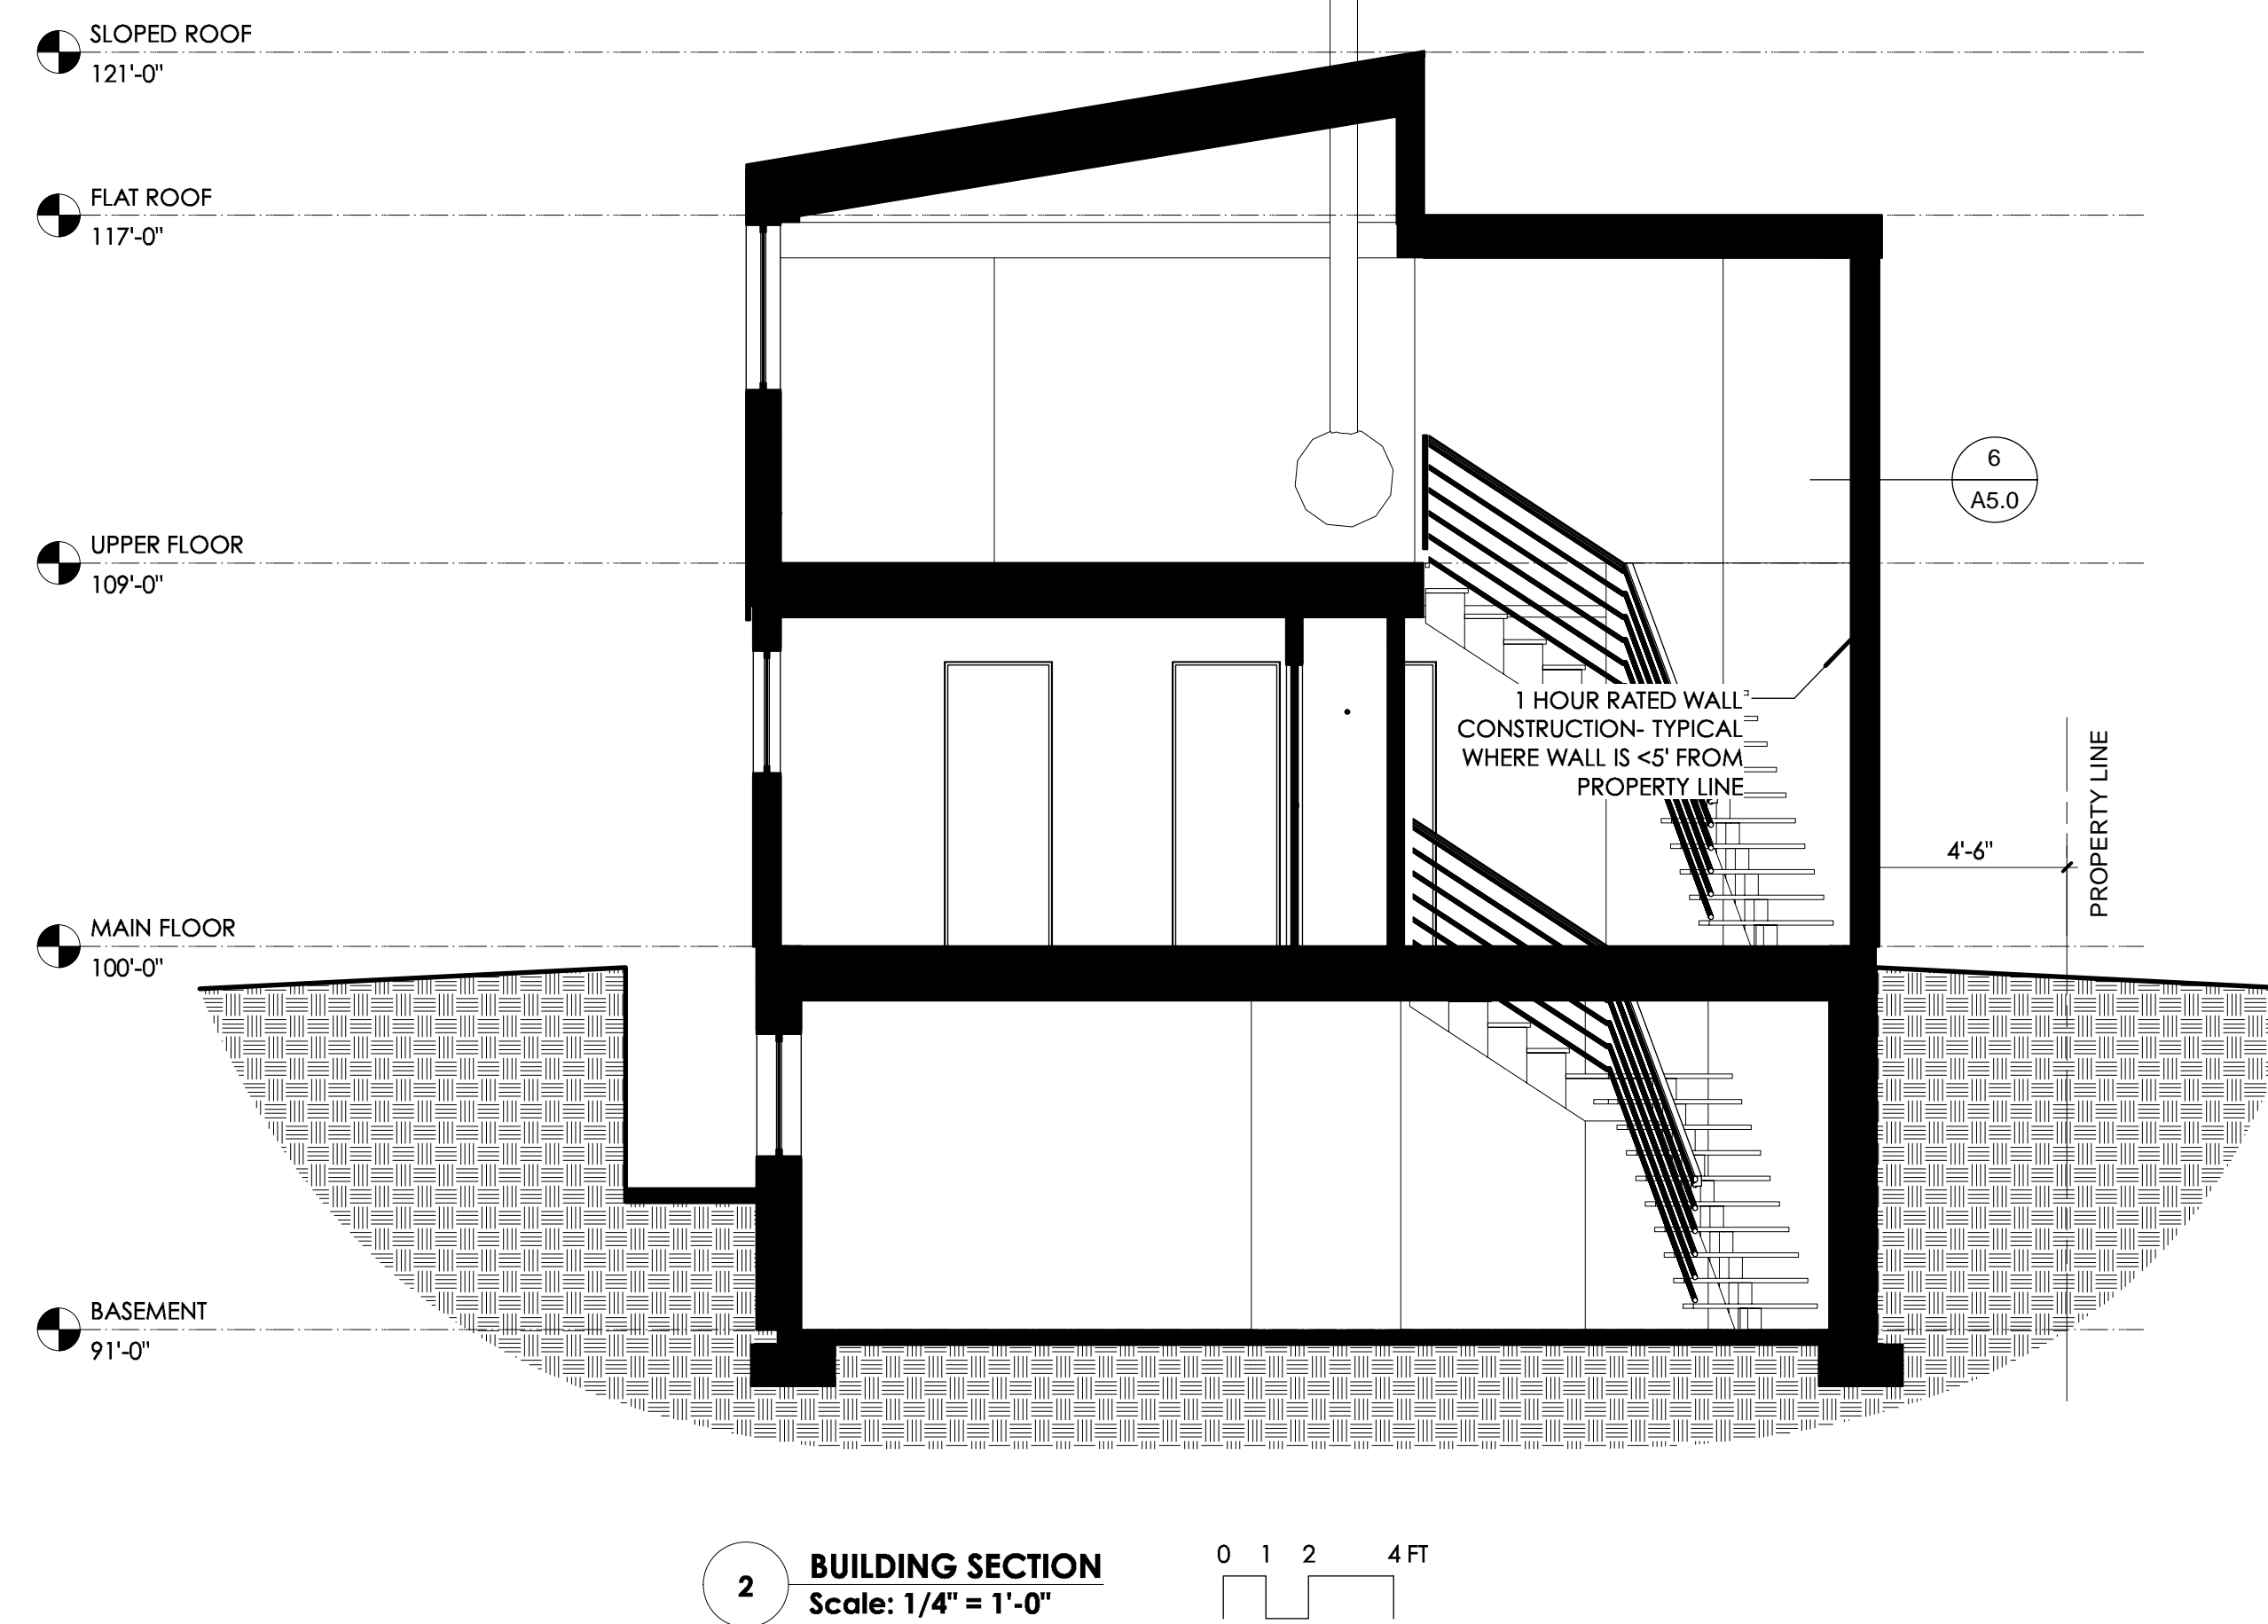 SLOPED ROOF
121'-0"
FLAT ROOF
117'-0"
6
A5.0
UPPER FLOOR
109'-0"
1 HOUR RATED WALL
CONSTRUCTION- TYPICAL
WHERE WALL IS <5' FROM
PROPERTY LINE
PROPERTY LINE
4'-6"
MAIN FLOOR
100'-0"
BASEMENT
91'-0"
2
BUILDING SECTION
Scale: 1/4" = 1'-0"
0 1 2 4 FT